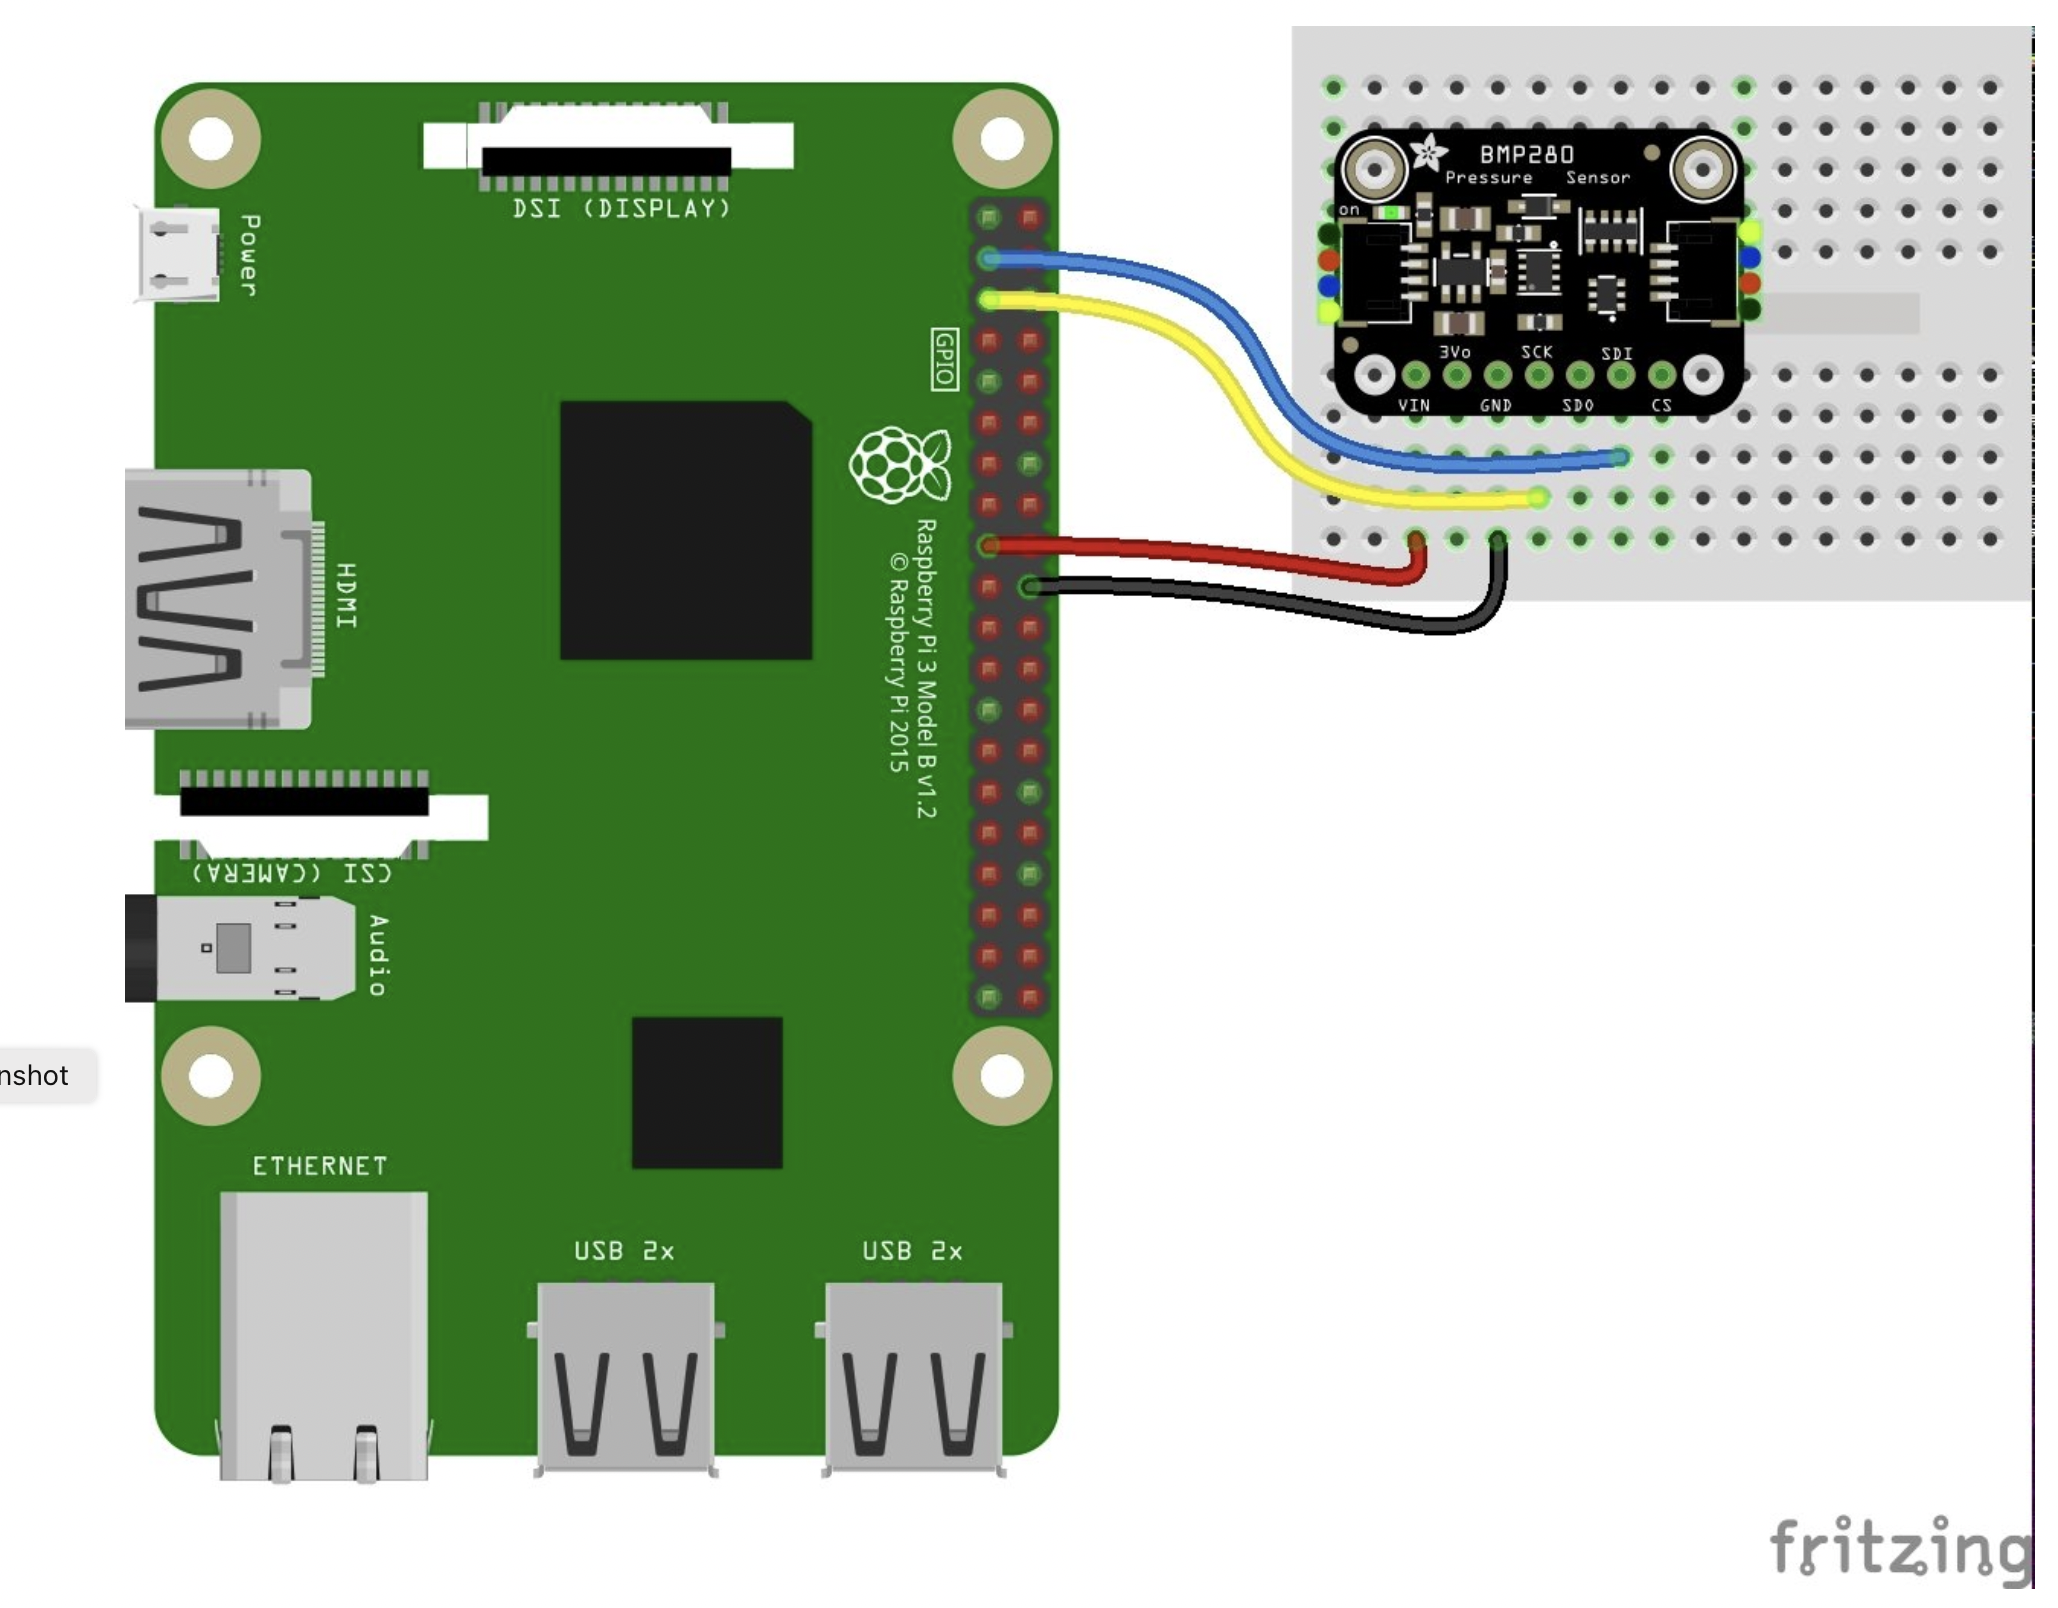 DSI (DISPLAY)
Power
GPIO
HDMI
Raspberry Pi 3 Model B v1.2
© Raspberry Pi 2015
CSI (CAMERA)
Audio
ETHERNET
USB 2x
USB 2x
BMP280
Pressure Sensor
on
3Vo SCK SDI
VIN GND SDO CS
nshot
fritzing